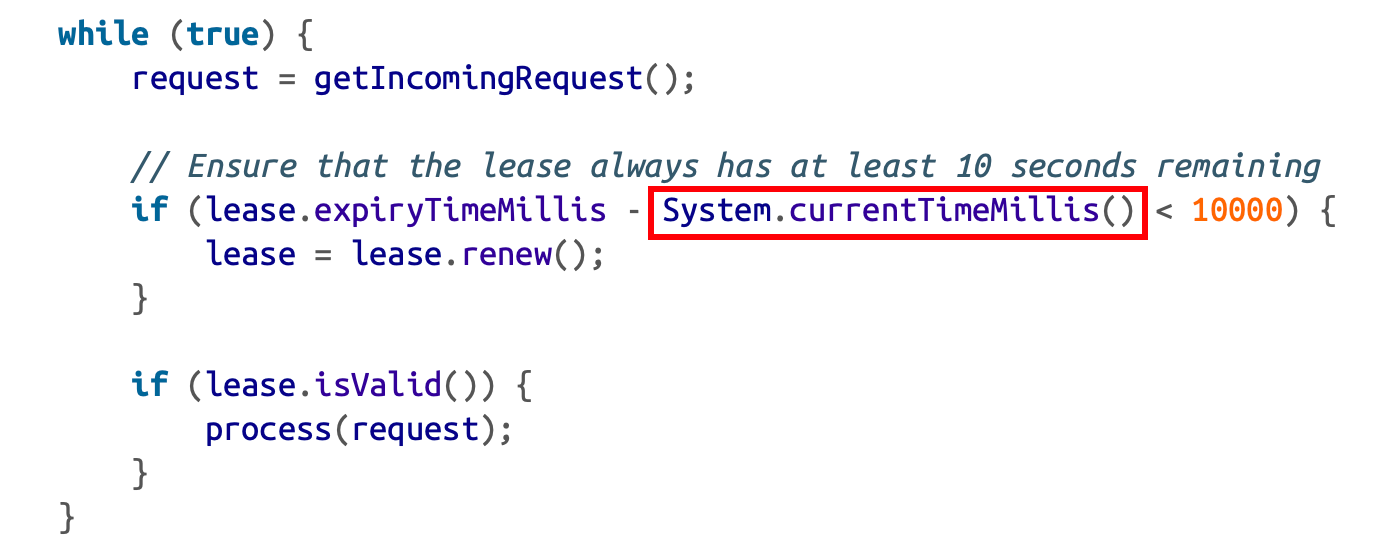 while (true) {
    request = getIncomingRequest();

    // Ensure that the lease always has at least 10 seconds remaining
    if (lease.expiryTimeMillis - System.currentTimeMillis() < 10000) {
        lease = lease.renew();
    }

    if (lease.isValid()) {
        process(request);
    }
}